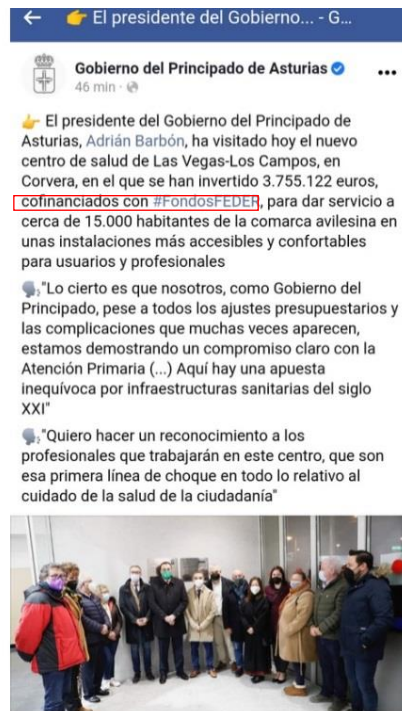 ← 👉 El presidente del Gobierno... - G...
Gobierno del Principado de Asturias
46 min ·
👉 El presidente del Gobierno del Principado de
Asturias, Adrián Barbón, ha visitado hoy el nuevo
centro de salud de Las Vegas-Los Campos, en
Corvera, en el que se han invertido 3.755.122 euros,
cofinanciados con #FondosFEDER, para dar servicio a
cerca de 15.000 habitantes de la comarca avilesina en
unas instalaciones más accesibles y confortables
para usuarios y profesionales
🗣️"Lo cierto es que nosotros, como Gobierno del
Principado, pese a todos los ajustes presupuestarios y
las complicaciones que muchas veces aparecen,
estamos demostrando un compromiso claro con la
Atención Primaria (...) Aquí hay una apuesta
inequívoca por infraestructuras sanitarias del siglo
XXI"
🗣️"Quiero hacer un reconocimiento a los
profesionales que trabajarán en este centro, que son
esa primera línea de choque en todo lo relativo al
cuidado de la salud de la ciudadanía"